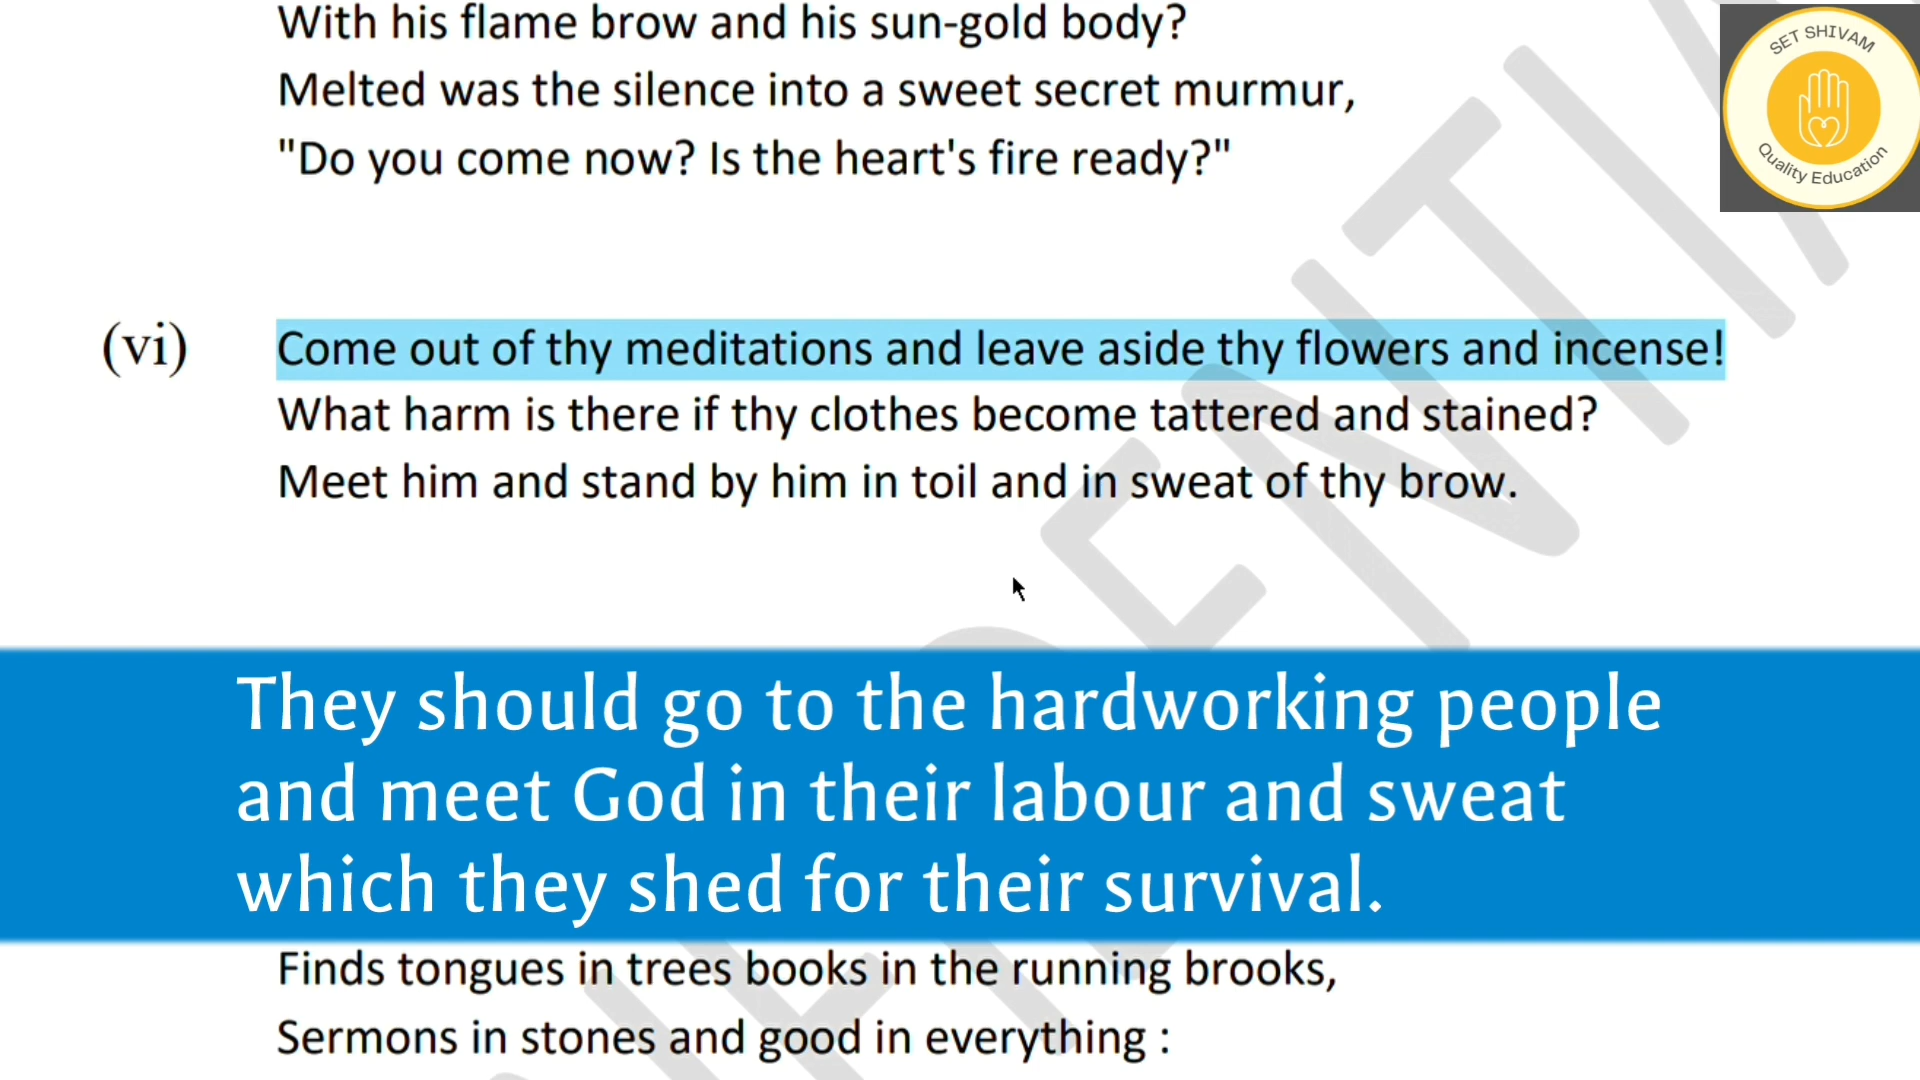 With his flame brow and his sun-gold body?
Melted was the silence into a sweet secret murmur,
"Do you come now? Is the heart's fire ready?"
SET SHIVAM
Quality Education
(vi) Come out of thy meditations and leave aside thy flowers and incense!
What harm is there if thy clothes become tattered and stained?
Meet him and stand by him in toil and in sweat of thy brow.
They should go to the hardworking people
and meet God in their labour and sweat
which they shed for their survival.
Finds tongues in trees books in the running brooks,
Sermons in stones and good in everything :